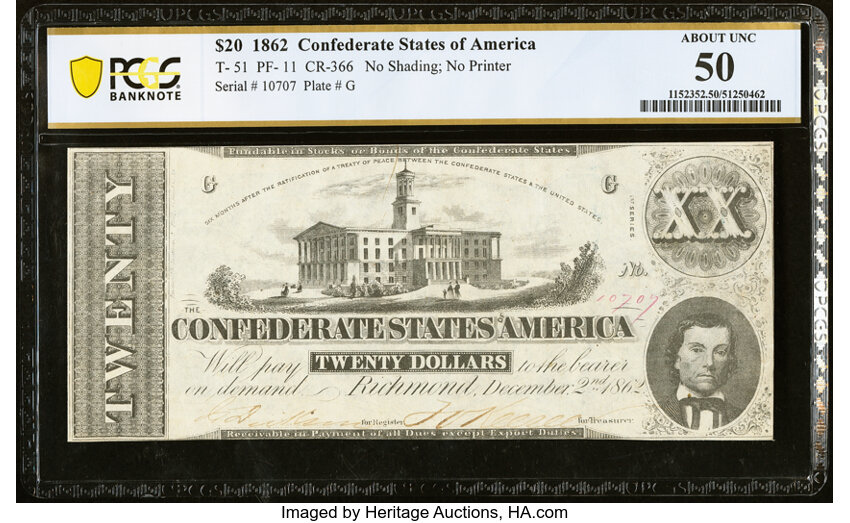 $20 1862 Confederate States of America
T- 51 PF- 11 CR-366 No Shading; No Printer
Serial # 10707 Plate # G
PCGS
BANKNOTE
ABOUT UNC
50
1152352.50/51250462
Fundable in Stocks or Bonds of the Confederate States
SIX MONTHS AFTER THE RATIFICATION OF A TREATY OF PEACE BETWEEN THE CONFEDERATE STATES & THE UNITED STATES
G
G
1ST SERIES
XX
TWENTY
No.
10707
THE
CONFEDERATE STATES AMERICA
Will pay TWENTY DOLLARS to the bearer
on demand Richmond, December 2nd 1862
for Register
for Treasurer
Receivable in Payment of all Dues except Export Duties.
Imaged by Heritage Auctions, HA.com